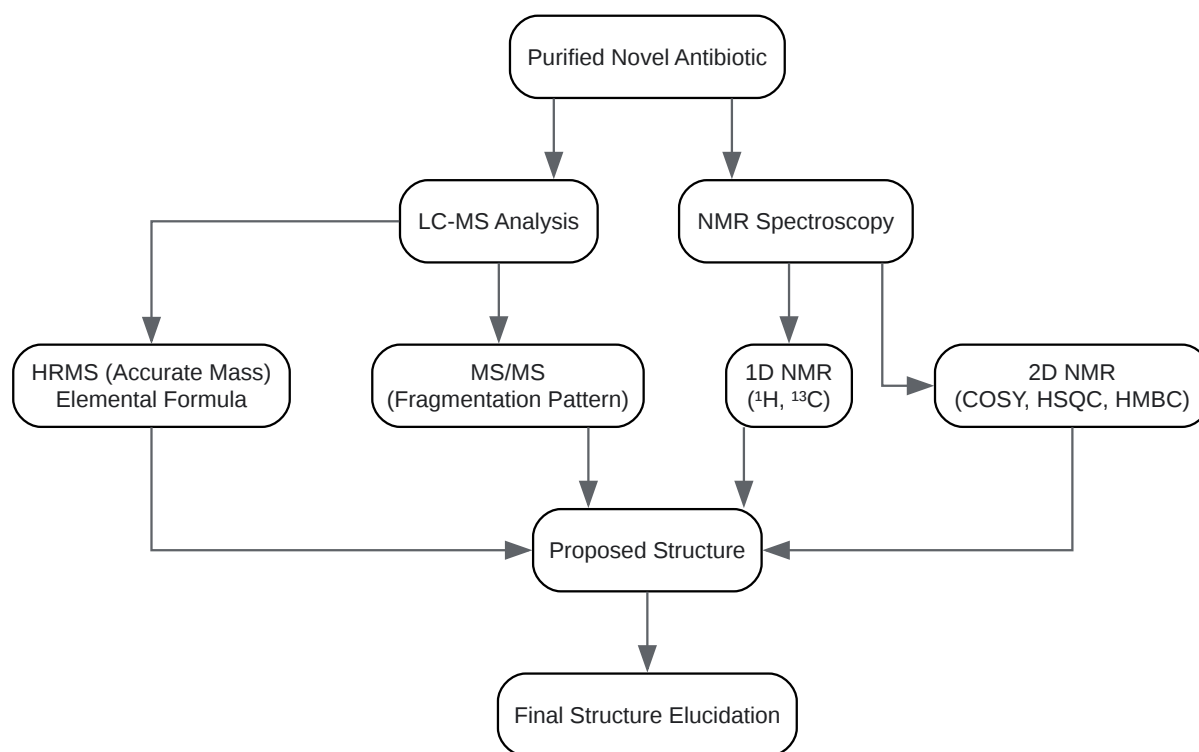 Purified Novel Antibiotic
LC-MS Analysis
NMR Spectroscopy
HRMS (Accurate Mass)
Elemental Formula
MS/MS
(Fragmentation Pattern)
1D NMR
(¹H, ¹³C)
2D NMR
(COSY, HSQC, HMBC)
Proposed Structure
Final Structure Elucidation